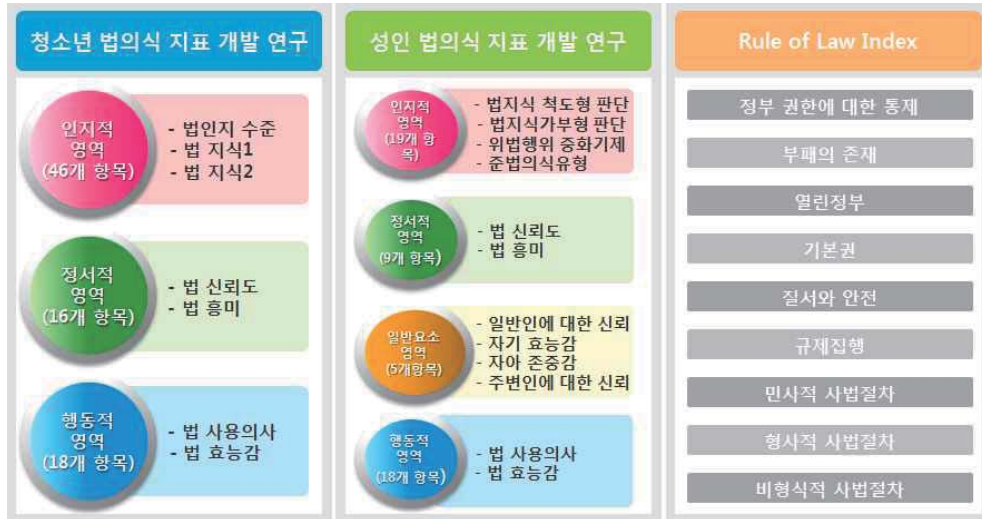 청소년 법의식 지표 개발 연구
인지적
영역
(46개 항목)
- 법인지 수준
- 법 지식1
- 법 지식2
정서적
영역
(16개 항목)
- 법 신뢰도
- 법 흥미
행동적
영역
(18개 항목)
- 법 사용의사
- 법 효능감
성인 법의식 지표 개발 연구
인지적
영역
(19개 항
목)
- 법지식 척도형 판단
- 법지식가부형 판단
- 위법행위 중화기제
- 준법의식유형
정서적
영역
(9개 항목)
- 법 신뢰도
- 법 흥미
일반요소
영역
(5개항목)
- 일반인에 대한 신뢰
- 자기 효능감
- 자아 존중감
- 주변인에 대한 신뢰
행동적
영역
(18개 항목)
- 법 사용의사
- 법 효능감
Rule of Law Index
정부 권한에 대한 통제
부패의 존재
열린정부
기본권
질서와 안전
규제집행
민사적 사법절차
형사적 사법절차
비형식적 사법절차